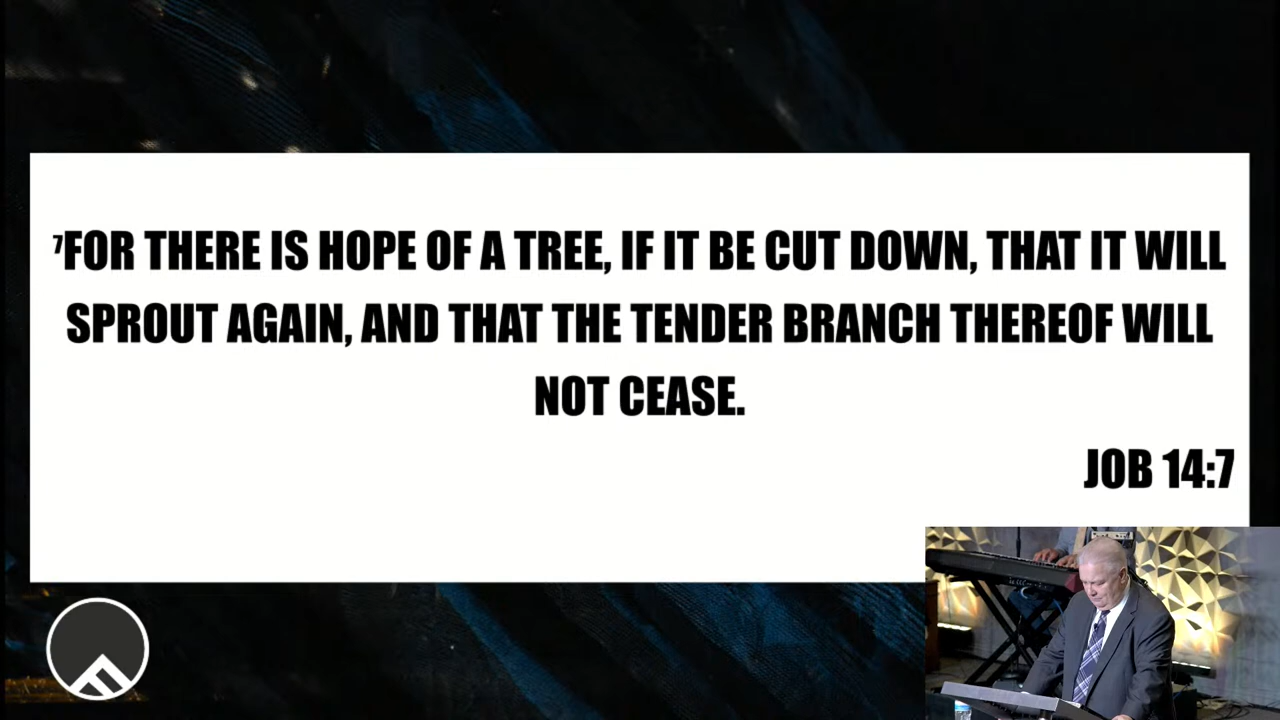 ⁷FOR THERE IS HOPE OF A TREE, IF IT BE CUT DOWN, THAT IT WILL
SPROUT AGAIN, AND THAT THE TENDER BRANCH THEREOF WILL
NOT CEASE.
JOB 14:7